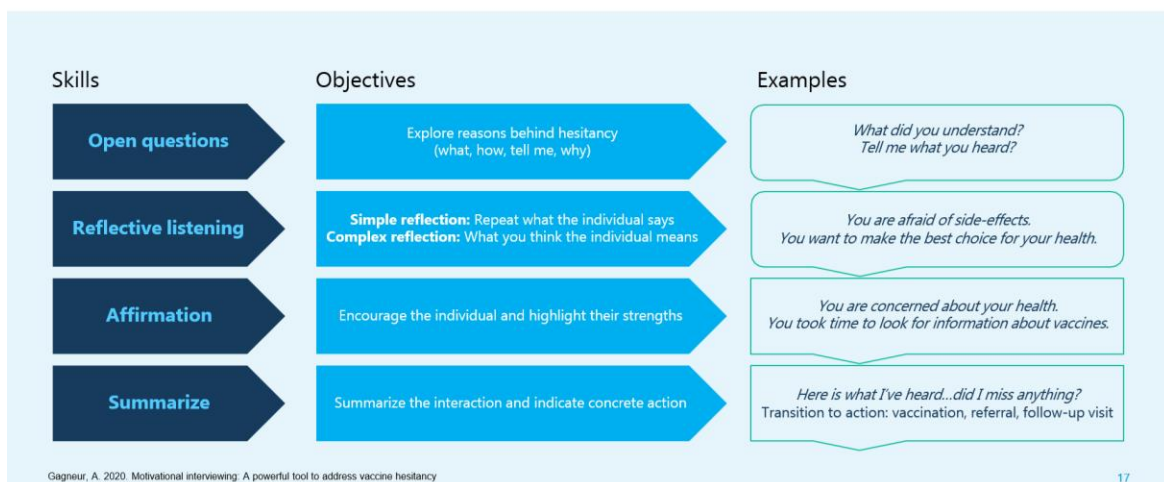 Skills
Objectives
Examples
Open questions
Explore reasons behind hesitancy
(what, how, tell me, why)
What did you understand?
Tell me what you heard?
Reflective listening
Simple reflection: Repeat what the individual says
Complex reflection: What you think the individual means
You are afraid of side-effects.
You want to make the best choice for your health.
Affirmation
Encourage the individual and highlight their strengths
You are concerned about your health.
You took time to look for information about vaccines.
Summarize
Summarize the interaction and indicate concrete action
Here is what I've heard...did I miss anything?
Transition to action: vaccination, referral, follow-up visit
Gagneur, A. 2020. Motivational interviewing: A powerful tool to address vaccine hesitancy
17